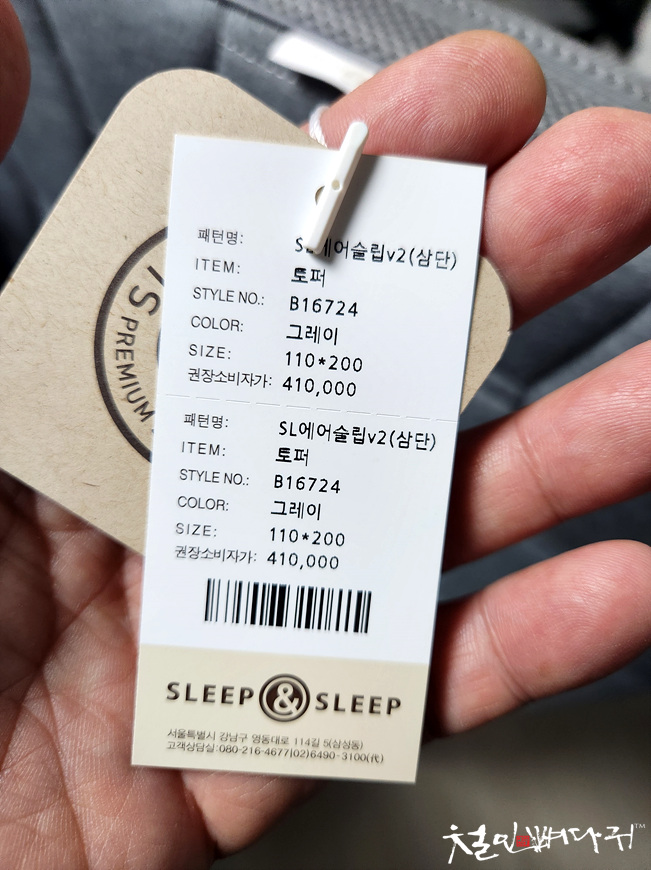 PREMIUM
패턴명: SL에어슬립v2(삼단)
ITEM: 토퍼
STYLE NO.: B16724
COLOR: 그레이
SIZE: 110*200
권장소비자가: 410,000
패턴명: SL에어슬립v2(삼단)
ITEM: 토퍼
STYLE NO.: B16724
COLOR: 그레이
SIZE: 110*200
권장소비자가: 410,000
SLEEP & SLEEP
서울특별시 강남구 영동대로 114길 5(삼성동)
고객상담실:080-216-4677|02)6490-3100(代)